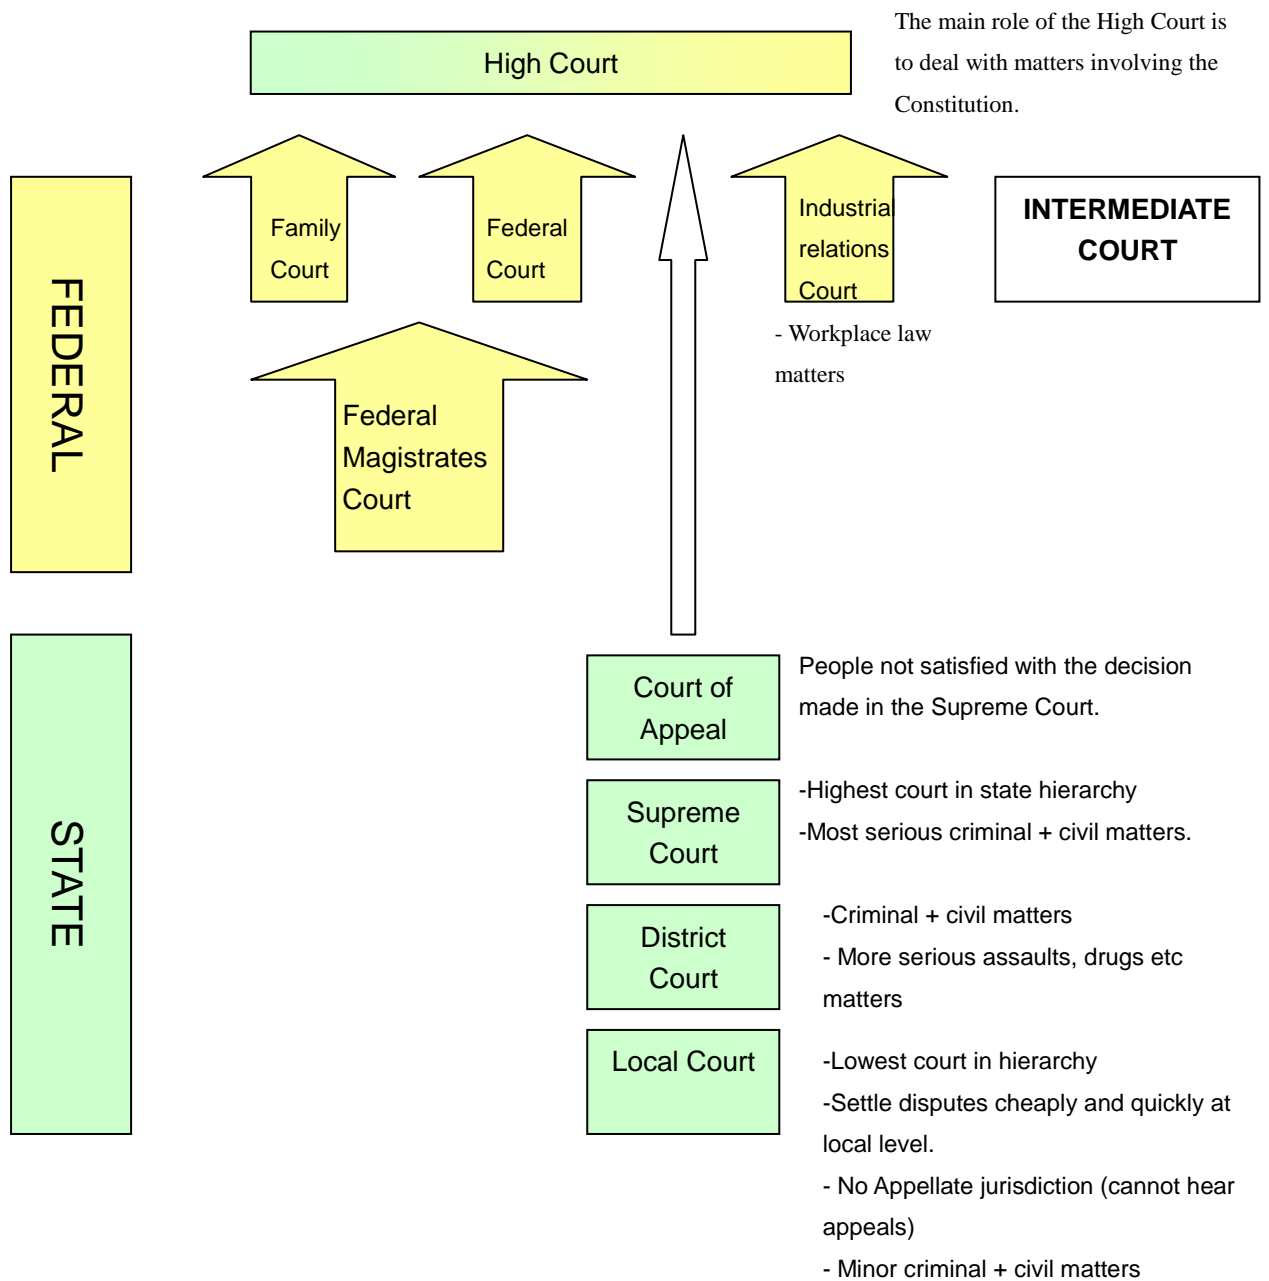 The main role of the High Court is
to deal with matters involving the
Constitution.
High Court
FEDERAL
Family
Court
Federal
Court
Industrial
relations
Court
- Workplace law
matters
INTERMEDIATE
COURT
Federal
Magistrates
Court
STATE
Court of
Appeal
People not satisfied with the decision
made in the Supreme Court.
Supreme
Court
-Highest court in state hierarchy
-Most serious criminal + civil matters.
District
Court
-Criminal + civil matters
- More serious assaults, drugs etc
matters
Local Court
-Lowest court in hierarchy
-Settle disputes cheaply and quickly at
local level.
- No Appellate jurisdiction (cannot hear
appeals)
- Minor criminal + civil matters